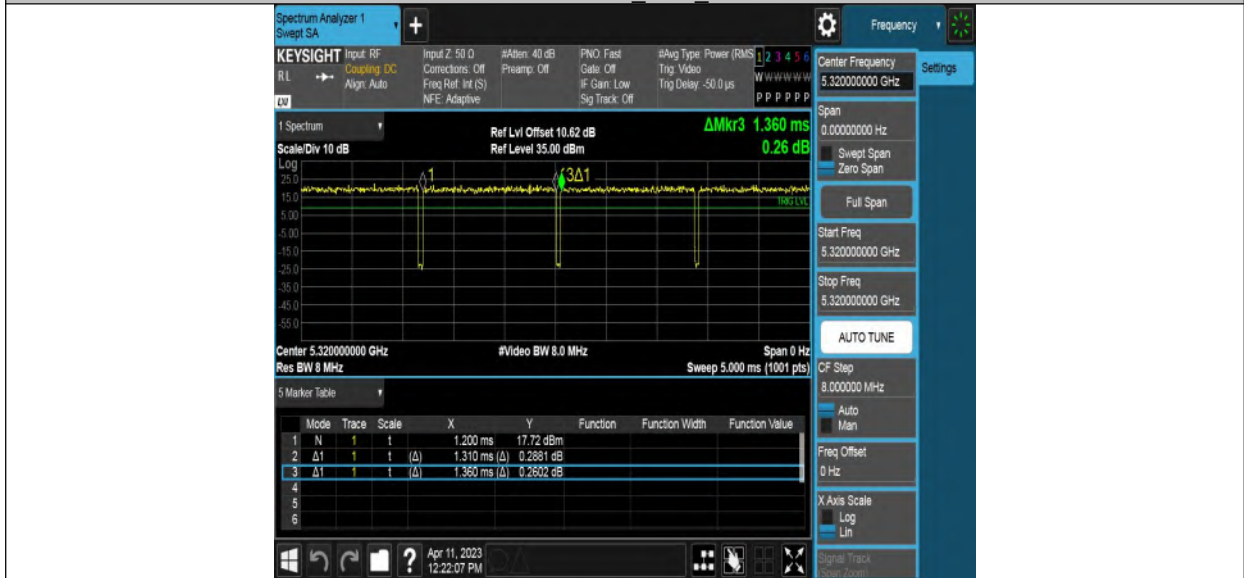 Spectrum Analyzer 1
Swept SA
+
Frequency
KEYSIGHT
RL
LXI
Input: RF
Coupling: DC
Align: Auto
Input Z: 50 Ω
Corrections: Off
Freq Ref: Int (S)
NFE: Adaptive
#Atten: 40 dB
Preamp: Off
PNO: Fast
Gate: Off
IF Gain: Low
Sig Track: Off
#Avg Type: Power (RMS
Trig: Video
Trig Delay: -50.0 µs
1 2 3 4 5 6
W W W W W W
P P P P P P
1 Spectrum
Scale/Div 10 dB
Ref Lvl Offset 10.62 dB
Ref Level 35.00 dBm
ΔMkr3 1.360 ms
0.26 dB
Log
25.0
15.0
5.00
-5.00
-15.0
-25.0
-35.0
-45.0
-55.0
1
3Δ1
TRIG LVL
Center 5.320000000 GHz
#Video BW 8.0 MHz
Span 0 Hz
Res BW 8 MHz
Sweep 5.000 ms (1001 pts)
5 Marker Table
Mode Trace Scale X Y Function Function Width Function Value
1 N 1 t 1.200 ms 17.72 dBm
2 Δ1 1 t (Δ) 1.310 ms (Δ) 0.2881 dB
3 Δ1 1 t (Δ) 1.360 ms (Δ) 0.2602 dB
4
5
6
?
Apr 11, 2023
12:22:07 PM
Center Frequency
5.320000000 GHz
Settings
Span
0.00000000 Hz
Swept Span
Zero Span
Full Span
Start Freq
5.320000000 GHz
Stop Freq
5.320000000 GHz
AUTO TUNE
CF Step
8.000000 MHz
Auto
Man
Freq Offset
0 Hz
X Axis Scale
Log
Lin
Signal Track
(Span Zoom)